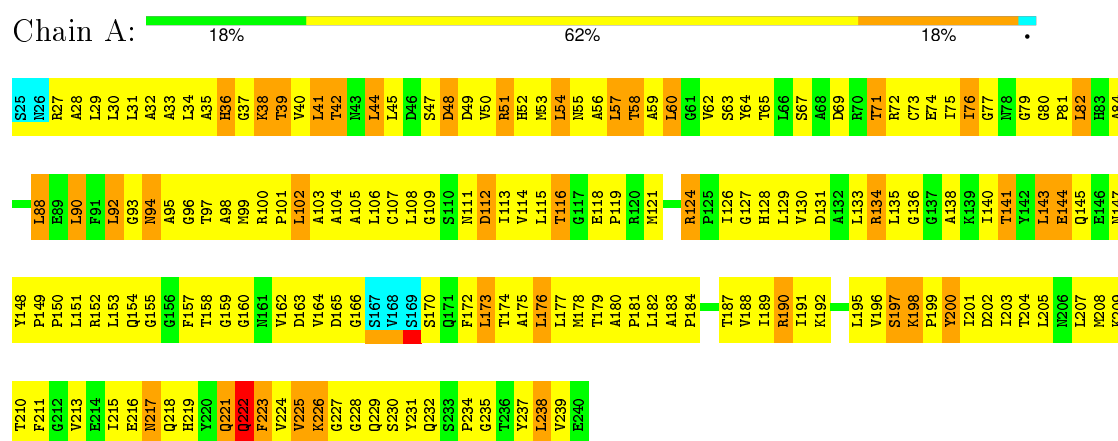 Chain A:
18% 62% 18% •
S25 N26 R27 A28 L29 L30 L31 A32 A33 L34 A35 H36 G37 K38 T39 V40 L41 T42 N43 L44 L45 D46 S47 D48 D49 V50 R51 H52 M53 L54 N55 A56 L57 T58 A59 L60 G61 V62 S63 Y64 T65 L66 S67 A68 D69 R70 T71 R72 C73 E74 I75 I76 G77 N78 G79 G80 P81 L82 H83 A84
L88 E89 L90 F91 L92 G93 N94 A95 G96 T97 A98 M99 R100 P101 L102 A103 A104 A105 L106 C107 L108 G109 S110 N111 D112 I113 V114 L115 T116 G117 E118 P119 R120 M121 R124 P125 I126 G127 H128 L129 V130 D131 A132 L133 R134 L135 G136 G137 A138 K139 I140 T141 Y142 L143 E144 Q145 E146 N147
Y148 P149 P150 L151 R152 L153 Q154 G155 G156 F157 T158 G159 G160 N161 V162 D163 V164 D165 G166 S167 V168 S169 S170 Q171 F172 L173 T174 A175 L176 L177 M178 T179 A180 P181 L182 A183 P184 T187 V188 I189 R190 I191 K192 L195 V196 S197 K198 P199 Y200 I201 D202 I203 T204 L205 N206 L207 M208 K209
T210 F211 G212 V213 E214 I215 E216 N217 Q218 H219 Y220 Q221 Q222 F223 V224 V225 K226 G227 G228 Q229 S230 Y231 Q232 S233 P234 G235 T236 Y237 L238 V239 E240